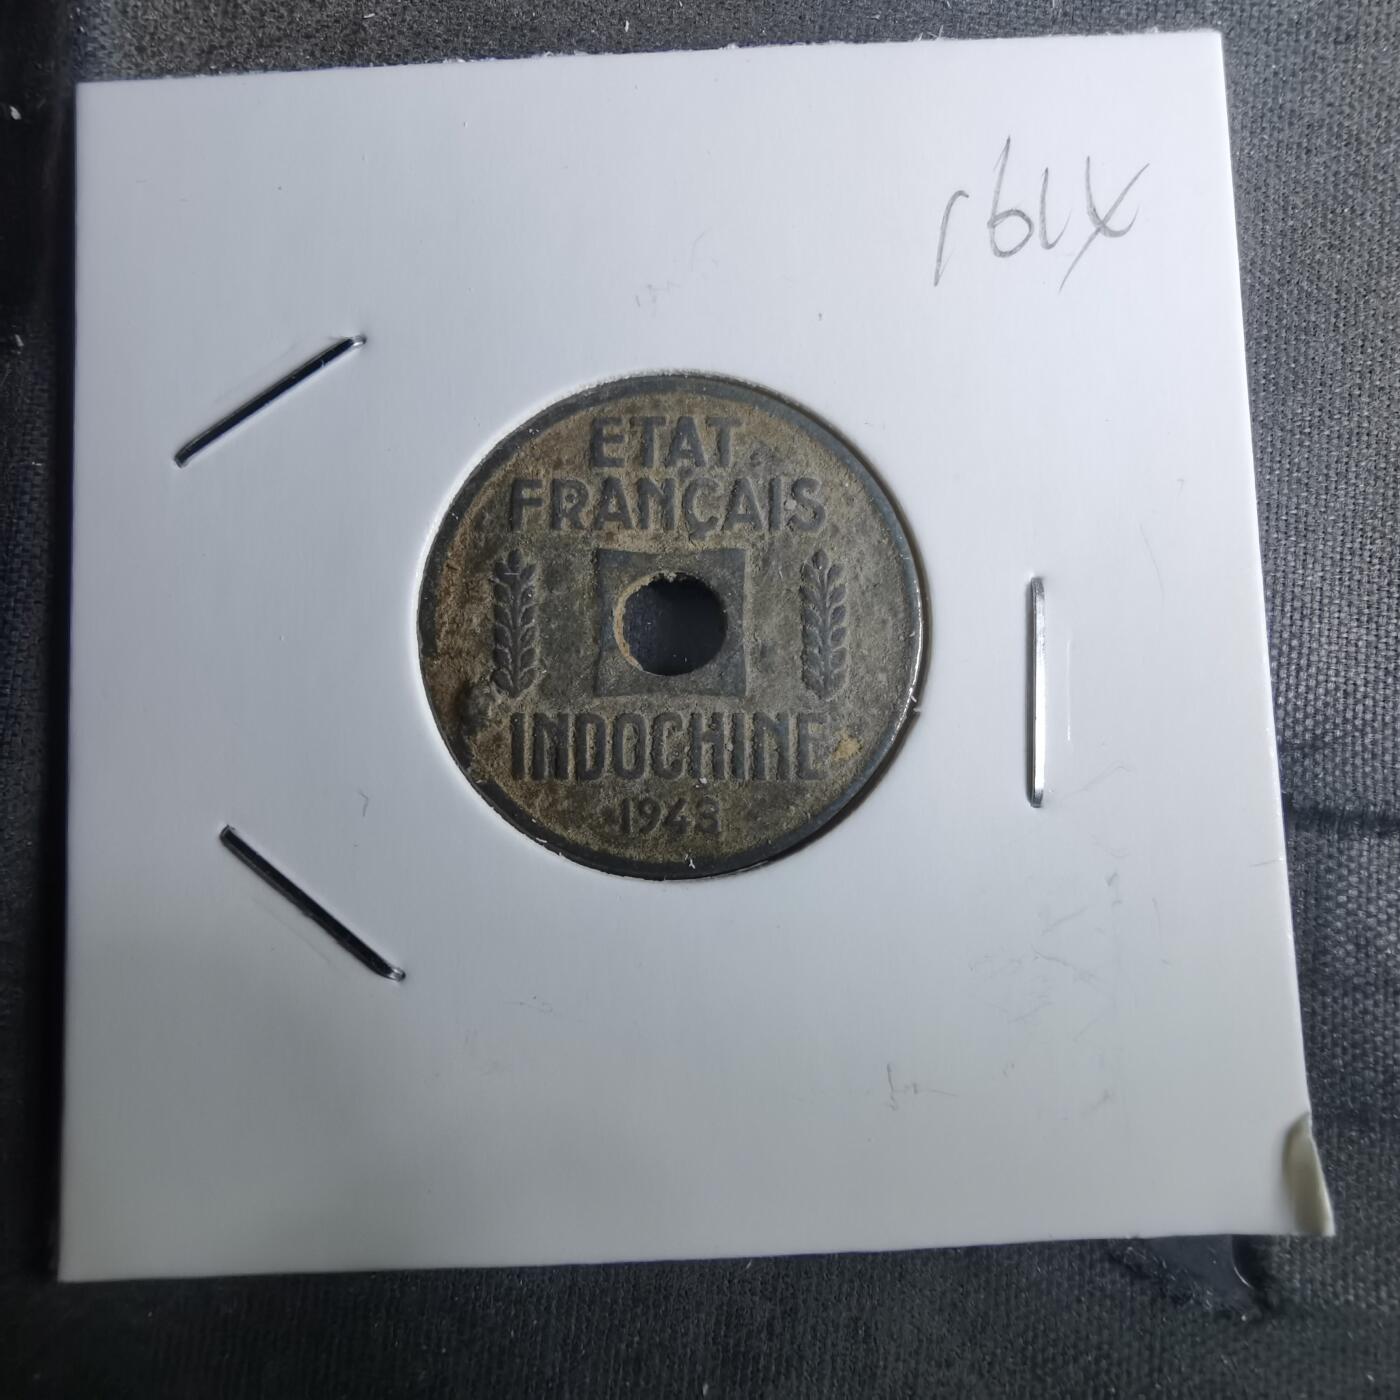 ETAT
FRANÇAIS
INDOCHINE
1943